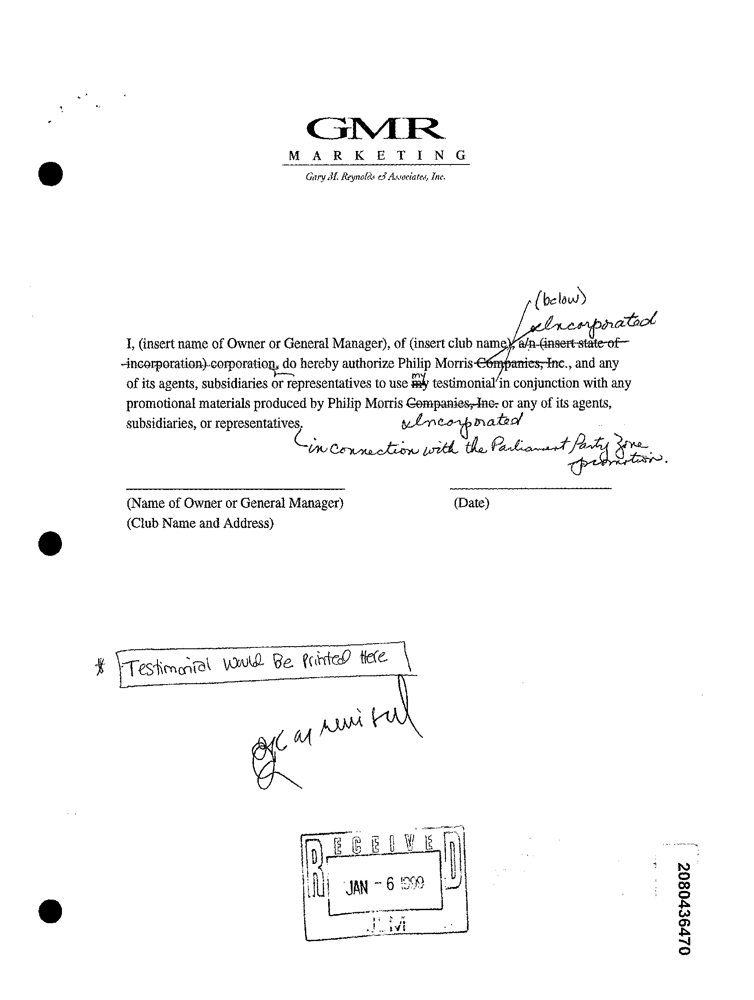 GMR
MARKETING
Gary M. Reynolds & Associates, Inc.
(below)
Incorporated
I, (insert name of Owner or General Manager), of (insert club name), a/n (insert state of
incorporation) corporation, do hereby authorize Philip Morris Companies, Inc., and any
of its agents, subsidiaries or representatives to use my testimonial in conjunction with any
promotional materials produced by Philip Morris Companies, Inc. or any of its agents,
subsidiaries, or representatives.
Incorporated
in connection with the Parliament Party Zone
promotion.
(Name of Owner or General Manager) (Date)
(Club Name and Address)
* Testimonial Would Be Printed Here
OK as revised
RECEIVED
JAN - 6 1999
2080436470